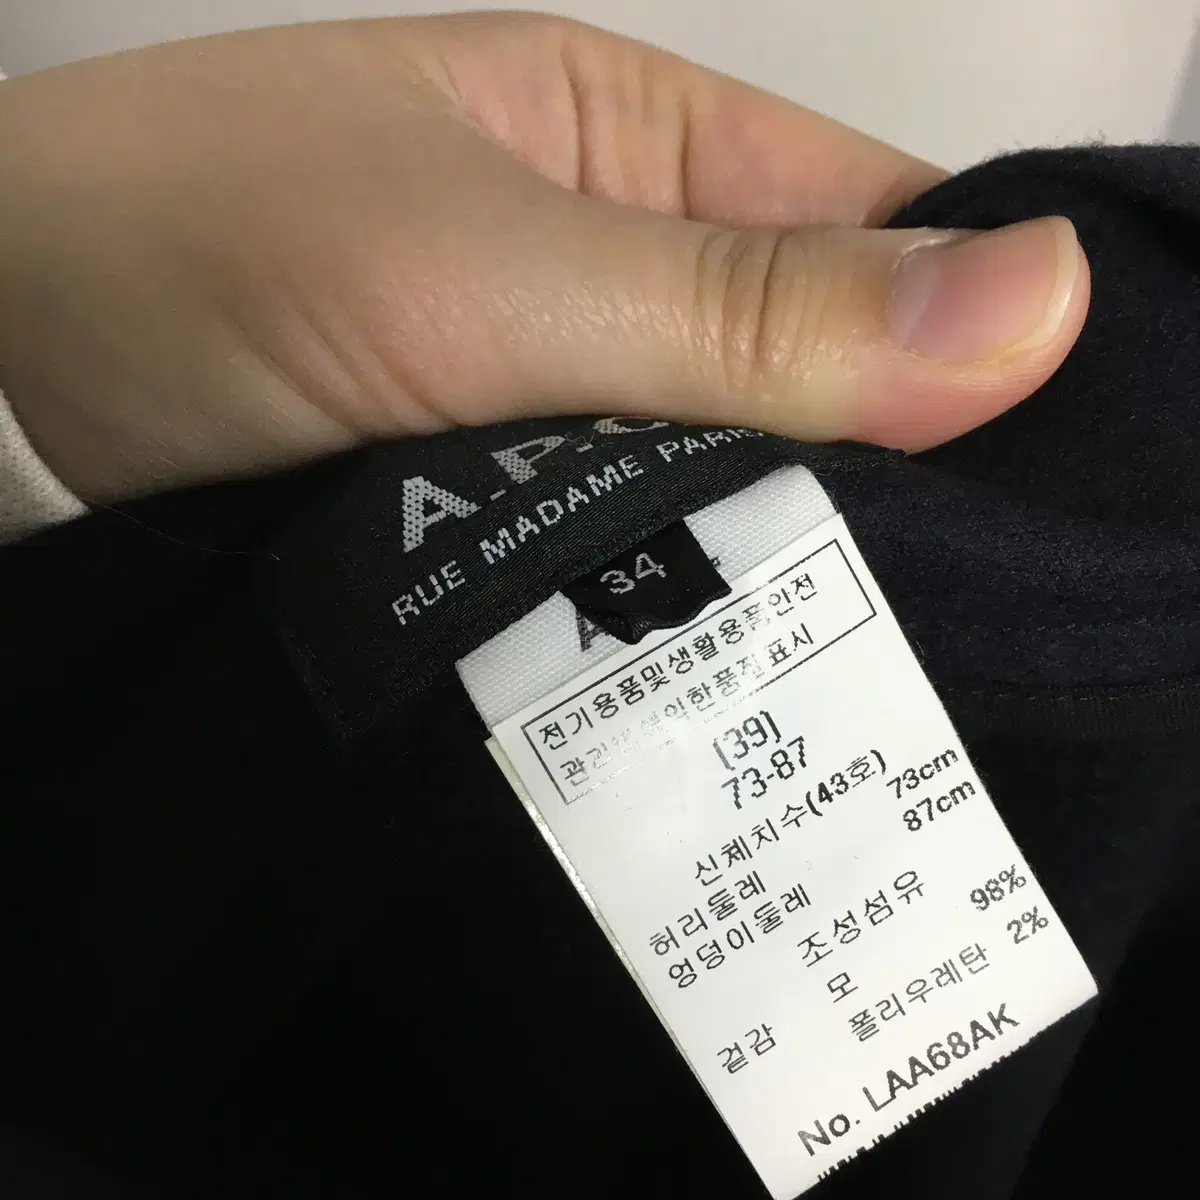 A.P.C
RUE MADAME PARIS
34
전기용품및생활용품안전
관리법에의한품질표시
(39)
73-87
신체치수(43호)
허리둘레 73cm
엉덩이둘레 87cm
조성섬유
겉감 모 98%
폴리우레탄 2%
No. LAA68AK